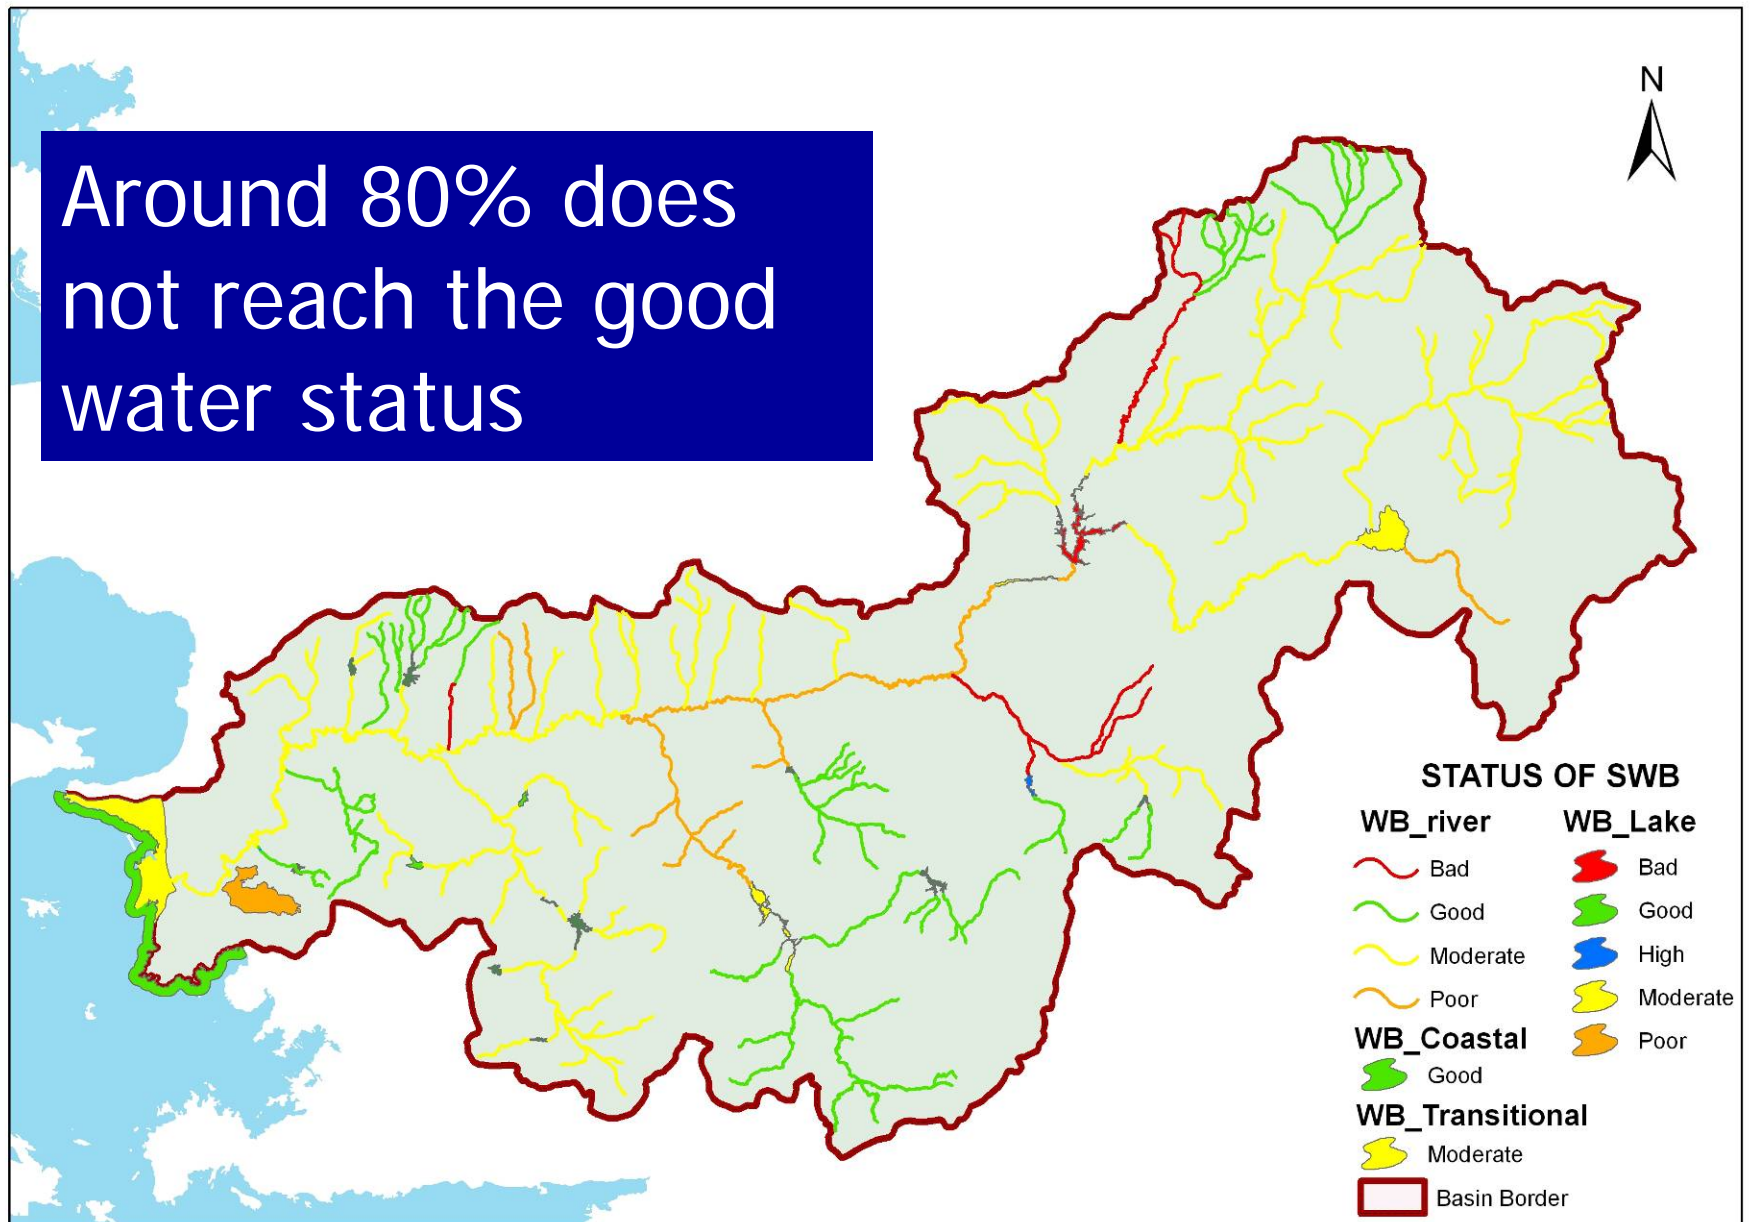 Around 80% does
not reach the good
water status
N
STATUS OF SWB
WB_river
Bad
Good
Moderate
Poor
WB_Coastal
Good
WB_Transitional
Moderate
Basin Border
WB_Lake
Bad
Good
High
Moderate
Poor